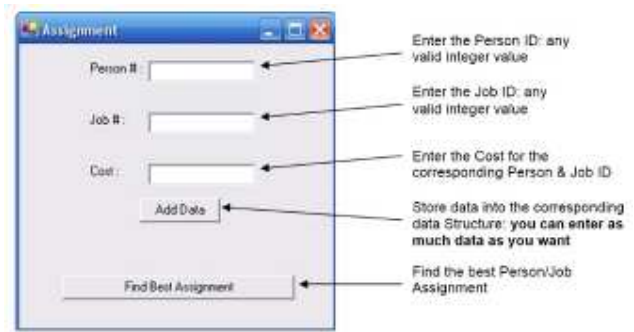 Assignment
Person #:
Enter the Person ID: any
valid integer value
Job #:
Enter the Job ID: any
valid integer value
Cost:
Enter the Cost for the
corresponding Person & Job ID
Add Data
Store data into the corresponding
data Structure: you can enter as
much data as you want
Find Best Assignment
Find the best Person/Job
Assignment